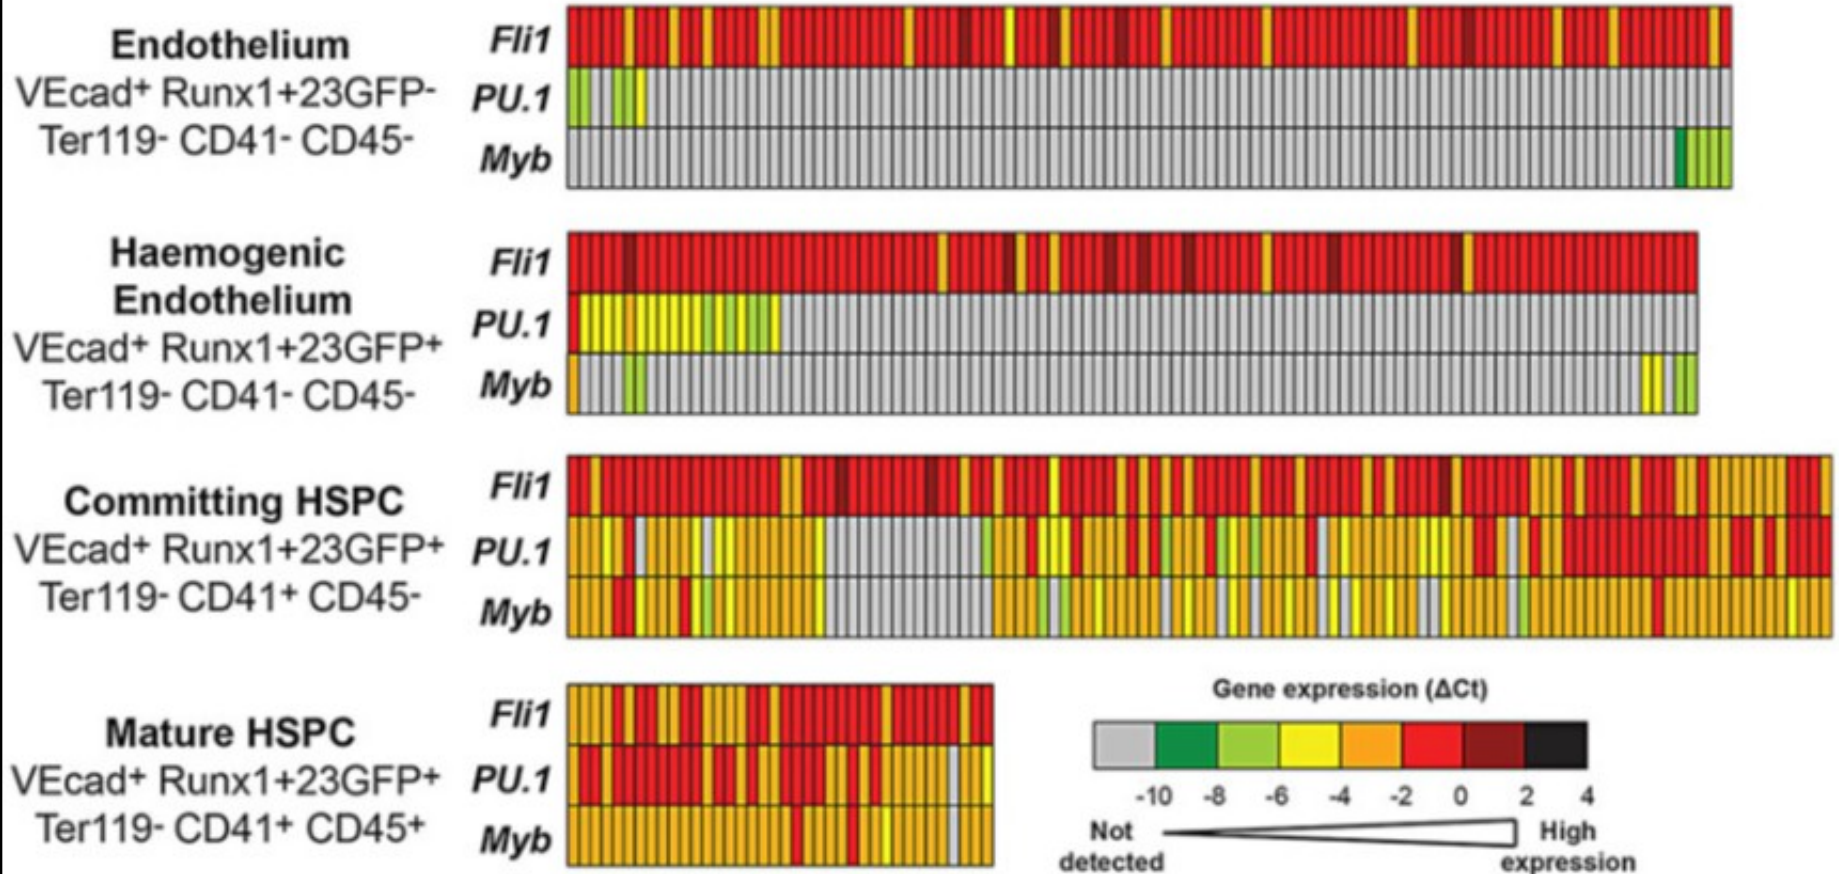 Endothelium
VEcad+ Runx1+23GFP-
Ter119- CD41- CD45-
Fli1
PU.1
Myb
Haemogenic
Endothelium
VEcad+ Runx1+23GFP+
Ter119- CD41- CD45-
Fli1
PU.1
Myb
Committing HSPC
VEcad+ Runx1+23GFP+
Ter119- CD41+ CD45-
Fli1
PU.1
Myb
Mature HSPC
VEcad+ Runx1+23GFP+
Ter119- CD41+ CD45+
Fli1
PU.1
Myb
Gene expression (ΔCt)
-10 -8 -6 -4 -2 0 2 4
Not
detected
High
expression